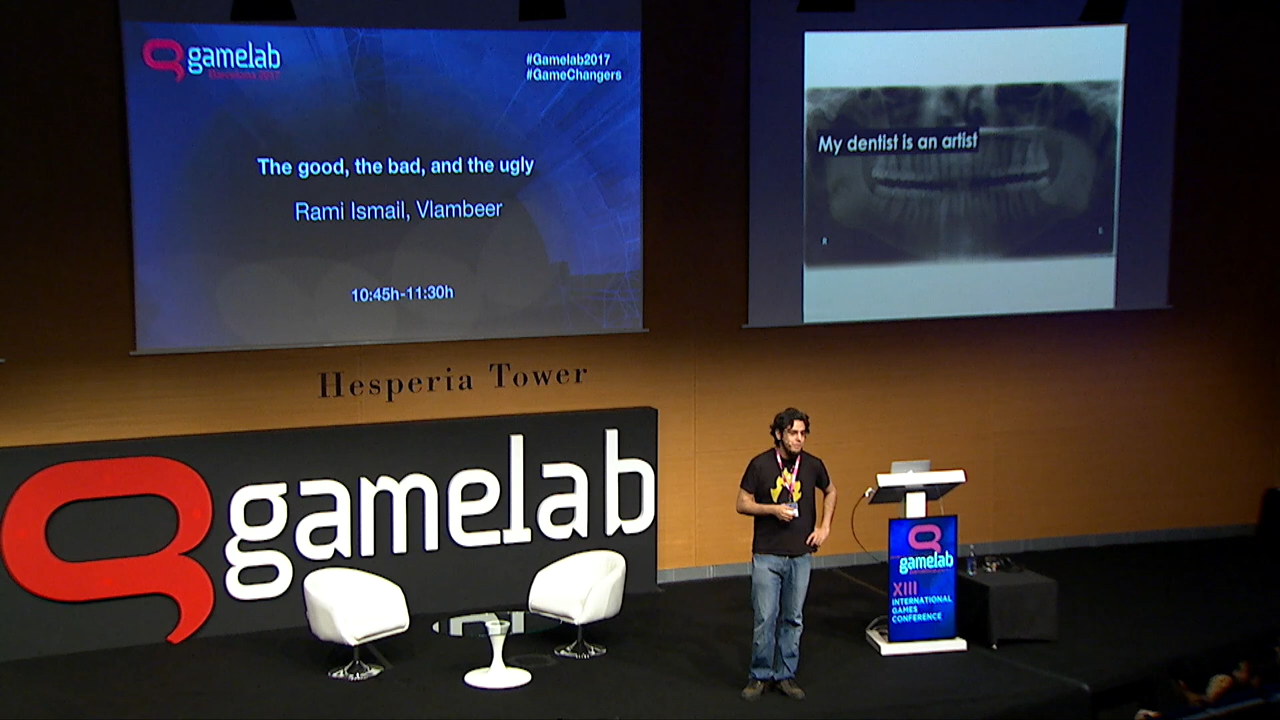 gamelab
Barcelona 2017
#Gamelab2017
#GameChangers
The good, the bad, and the ugly
Rami Ismail, Vlambeer
10:45h-11:30h
My dentist is an artist
R
Hesperia Tower
gamelab
gamelab
XIII
INTERNATIONAL
GAMES
CONFERENCE